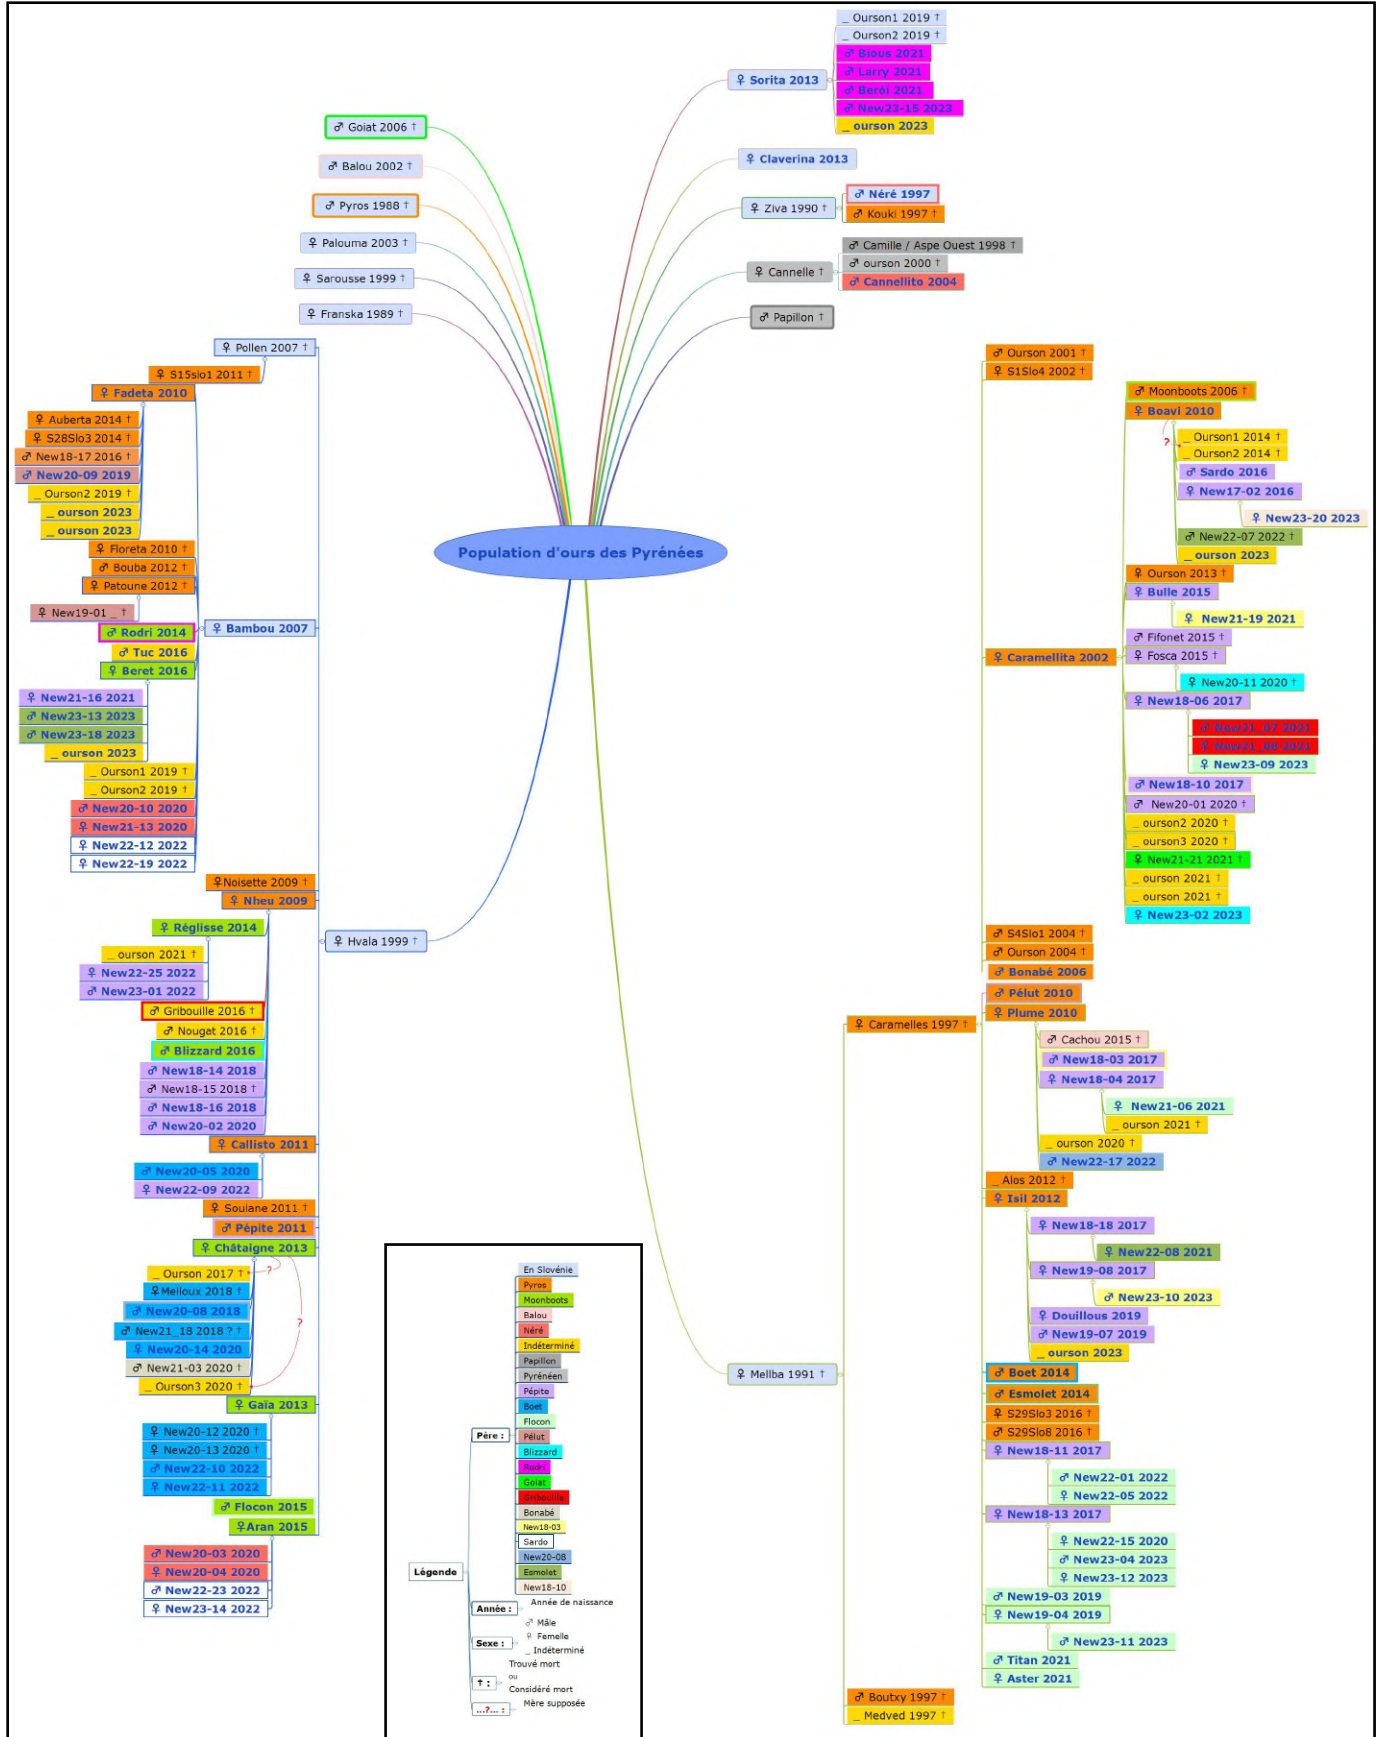 _ Ourson1 2019 †
_ Ourson2 2019 †
♂ Bious 2021
♂ Larry 2021
♀ Sorita 2013
♂ Berói 2021
♂ New23-15 2023
_ ourson 2023
♂ Goiat 2006 †
♂ Balou 2002 †
♂ Pyros 1988 †
♀ Palouma 2003 †
♀ Sarousse 1999 †
♀ Franska 1989 †
♀ Claverina 2013
♀ Ziva 1990 †
♂ Néré 1997
♂ Kouki 1997 †
♀ Cannelle †
♂ Camille / Aspe Ouest 1998 †
♂ ourson 2000 †
♂ Cannellito 2004
♂ Papillon †
Population d'ours des Pyrénées
♀ Pollen 2007 †
♀ S15slo1 2011 †
♀ Fadeta 2010
♀ Auberta 2014 †
♀ S28Slo3 2014 †
♂ New18-17 2016 †
♂ New20-09 2019
_ Ourson2 2019 †
_ ourson 2023
_ ourson 2023
♀ Floreta 2010 †
♂ Bouba 2012 †
♀ Patoune 2012 †
♀ New19-01 _ †
♂ Rodri 2014
♀ Bambou 2007
♂ Tuc 2016
♀ Beret 2016
♀ New21-16 2021
♂ New23-13 2023
♂ New23-18 2023
_ ourson 2023
_ Ourson1 2019 †
_ Ourson2 2019 †
♂ New20-10 2020
♀ New21-13 2020
♀ New22-12 2022
♀ New22-19 2022
♀Noisette 2009 †
♀ Nheu 2009
♀ Réglisse 2014
_ ourson 2021 †
♀ New22-25 2022
♂ New23-01 2022
♂ Gribouille 2016 †
♂ Nougat 2016 †
♂ Blizzard 2016
♀ New18-14 2018
♂ New18-15 2018 †
♂ New18-16 2018
♂ New20-02 2020
♀ Hvala 1999 †
♀ Callisto 2011
♂ New20-05 2020
♀ New22-09 2022
♀ Soulane 2011 †
♂ Pépite 2011
♀ Châtaigne 2013
_ Ourson 2017 †
?
♀Melloux 2018 †
♂ New20-08 2018
♂ New21_18 2018 ? †
?
♀ New20-14 2020
♂ New21-03 2020 †
_ Ourson3 2020 †
♀ Gaïa 2013
♀ New20-12 2020 †
♀ New20-13 2020 †
♂ New22-10 2022
♀ New22-11 2022
♂ Flocon 2015
♀Aran 2015
♂ New20-03 2020
♀ New20-04 2020
♂ New22-23 2022
♀ New23-14 2022
♂ Ourson 2001 †
♀ S1Slo4 2002 †
♀ Caramellita 2002
♂ Moonboots 2006 †
♀ Boavi 2010
?
_ Ourson1 2014 †
_ Ourson2 2014 †
♂ Sardo 2016
♀ New17-02 2016
♀ New23-20 2023
♂ New22-07 2022 †
_ ourson 2023
♀ Ourson 2013 †
♀ Bulle 2015
♀ New21-19 2021
♂ Fifonet 2015 †
♀ Fosca 2015 †
♀ New20-11 2020 †
♀ New18-06 2017
♂ New21_07 2021
♀ New21_08 2021
♀ New23-09 2023
♂ New18-10 2017
♂ New20-01 2020 †
_ ourson2 2020 †
_ ourson3 2020 †
♀ New21-21 2021 †
_ ourson 2021 †
_ ourson 2021 †
♀ New23-02 2023
♂ S4Slo1 2004 †
♂ Ourson 2004 †
♂ Bonabé 2006
♂ Pélut 2010
♀ Plume 2010
♀ Caramelles 1997 †
♂ Cachou 2015 †
♂ New18-03 2017
♀ New18-04 2017
♀ New21-06 2021
_ ourson 2021 †
_ ourson 2020 †
♂ New22-17 2022
_ Alos 2012 †
♀ Isil 2012
♀ New18-18 2017
♀ New22-08 2021
♀ New19-08 2017
♂ New23-10 2023
♀ Douillous 2019
♂ New19-07 2019
_ ourson 2023
♂ Boet 2014
♂ Esmolet 2014
♀ S29Slo3 2016 †
♂ S29Slo8 2016 †
♀ New18-11 2017
♂ New22-01 2022
♀ New22-05 2022
♀ New18-13 2017
♀ New22-15 2020
♂ New23-04 2023
♀ New23-12 2023
♂ New19-03 2019
♀ New19-04 2019
♂ New23-11 2023
♂ Titan 2021
♀ Aster 2021
♀ Mellba 1991 †
♂ Boutxy 1997 †
_ Medved 1997 †
Légende
Père :
En Slovénie
Pyros
Moonboots
Balou
Néré
Indéterminé
Papillon
Pyrénéen
Pépite
Boet
Flocon
Pélut
Blizzard
Rodri
Goiat
Gribouille
Bonabé
New18-03
Sardo
New20-08
Esmolet
New18-10
Année :
Année de naissance
Sexe :
♂ Mâle
♀ Femelle
_ Indéterminé
† :
Trouvé mort
ou
Considéré mort
...?... :
Mère supposée